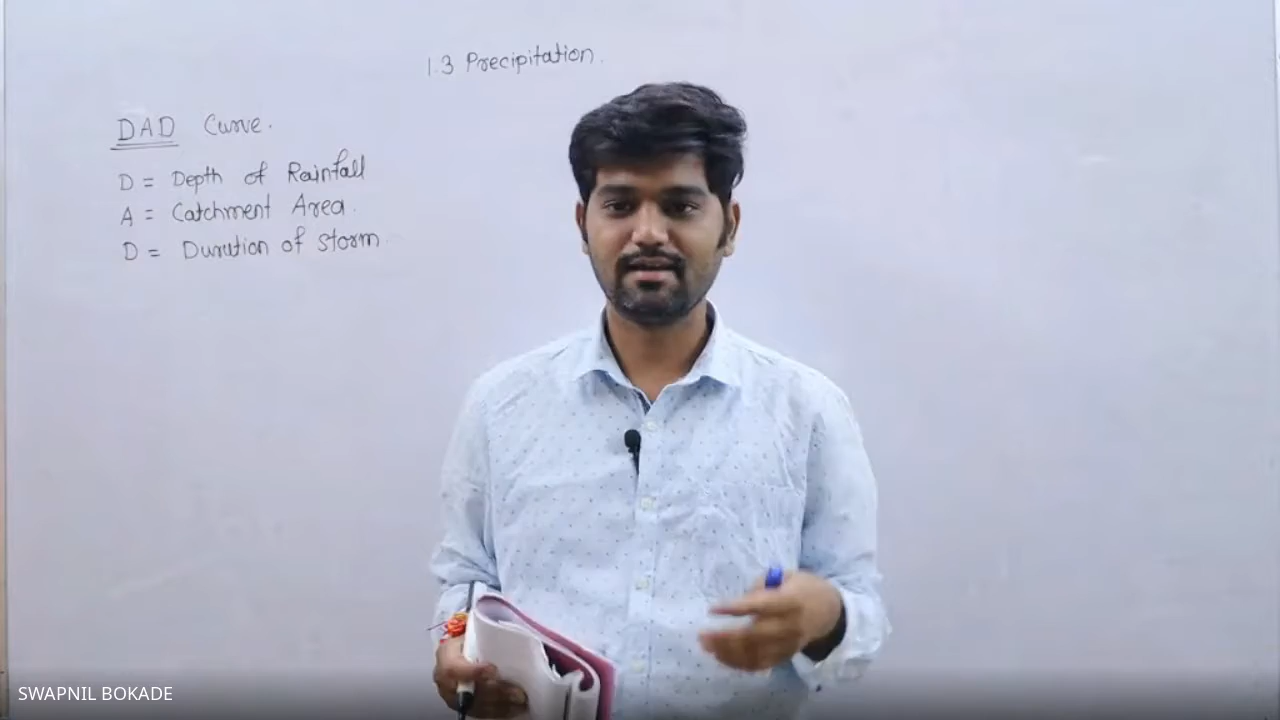 1.3 Precipitation.
DAD Curve.
D = Depth of Rainfall
A = Catchment Area.
D = Duration of Storm.
SWAPNIL BOKADE